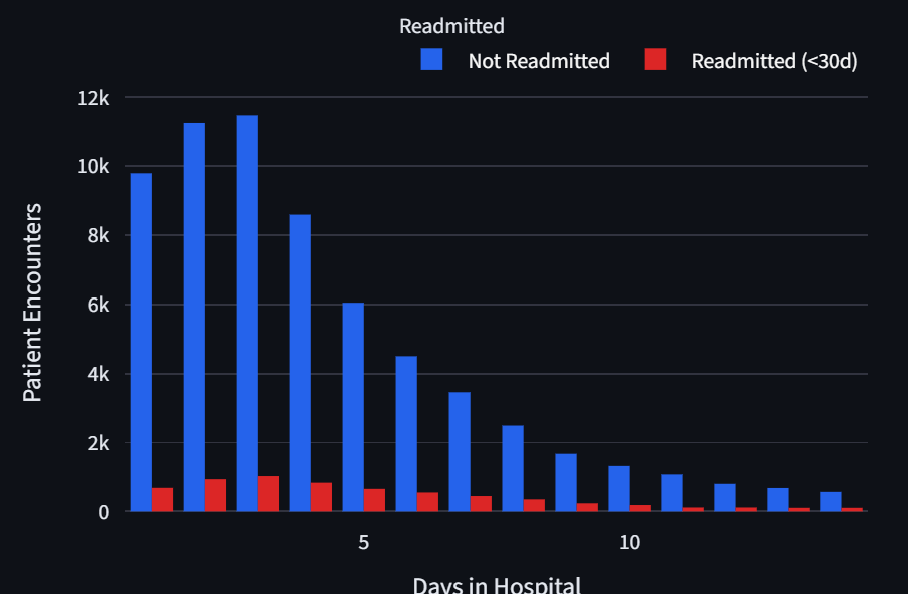 Readmitted
Not Readmitted Readmitted (<30d)
12k
10k
8k
6k
4k
2k
0
Patient Encounters
5 10
Days in Hospital